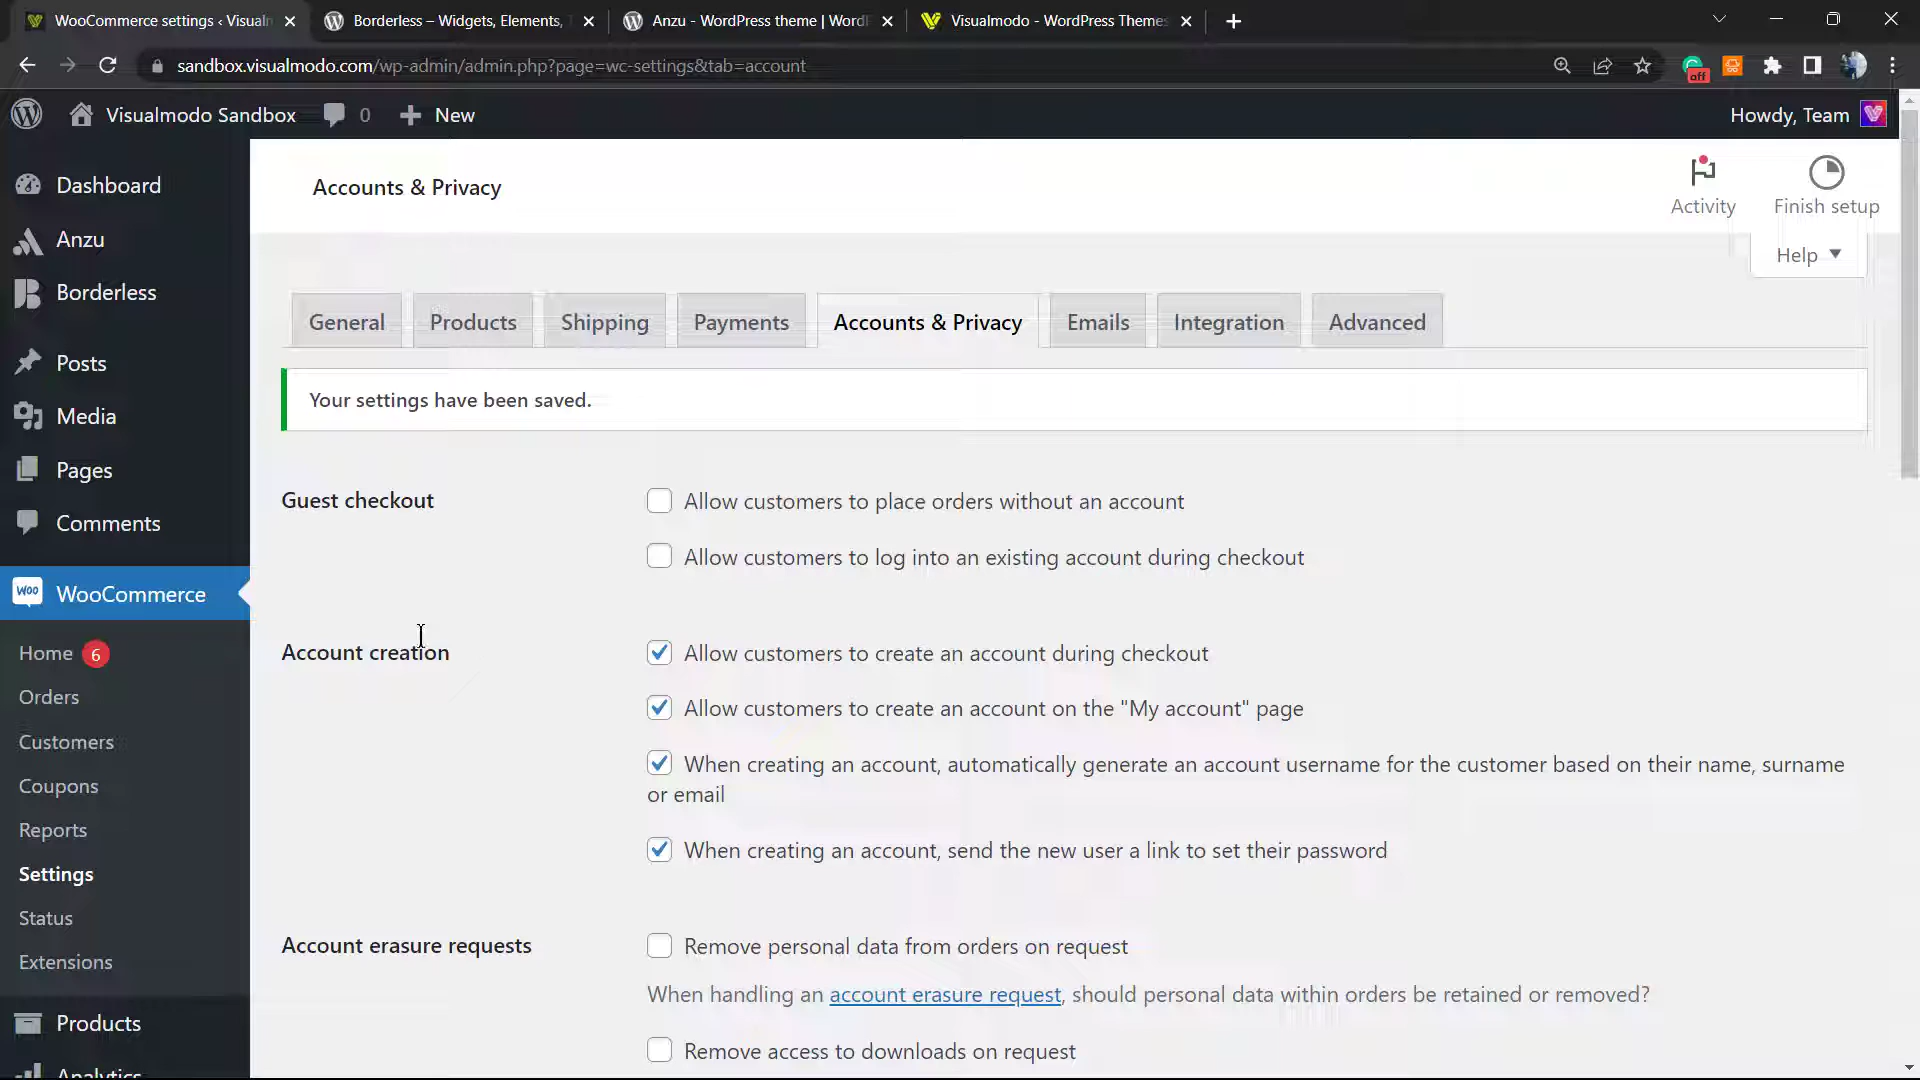 WooCommerce settings ‹ Visualm
Borderless – Widgets, Elements, T
Anzu - WordPress theme | WordP
Visualmodo - WordPress Themes
sandbox.visualmodo.com/wp-admin/admin.php?page=wc-settings&tab=account
off
Visualmodo Sandbox
0
New
Howdy, Team
Dashboard
Anzu
Borderless
Posts
Media
Pages
Comments
Woo
WooCommerce
Home 6
Orders
Customers
Coupons
Reports
Settings
Status
Extensions
Products
Analytics
Accounts & Privacy
Activity
Finish setup
Help
General
Products
Shipping
Payments
Accounts & Privacy
Emails
Integration
Advanced
Your settings have been saved.
Guest checkout
Allow customers to place orders without an account
Allow customers to log into an existing account during checkout
Account creation
Allow customers to create an account during checkout
Allow customers to create an account on the "My account" page
When creating an account, automatically generate an account username for the customer based on their name, surname
or email
When creating an account, send the new user a link to set their password
Account erasure requests
Remove personal data from orders on request
When handling an account erasure request, should personal data within orders be retained or removed?
Remove access to downloads on request